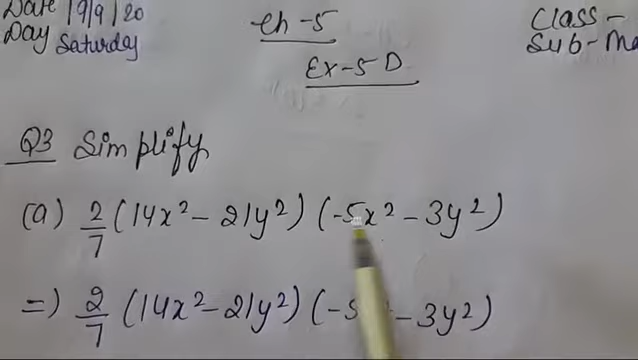 Date 19/9/20
Day Saturday
Ch-5
Ex-5 D
Class -
Sub-
Q3 Simplify
(a) 2/7 (14x² - 21y²) (-5x² - 3y²)
=) 2/7 (14x² - 21y²) (-5 - 3y²)